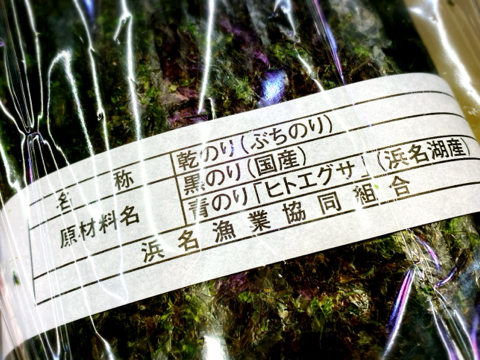 名称 乾のり(ぶちのり)
原材料名 黒のり(国産)
青のり「ヒトエグサ」(浜名湖産)
浜名漁業協同組合